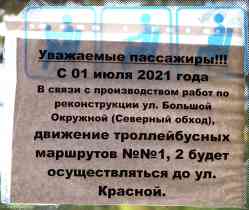 Уважаемые пассажиры!!!
С 01 июля 2021 года
В связи с производством работ по
реконструкции ул. Большой
Окружной (Северный обход),
движение троллейбусных
маршрутов №№1, 2 будет
осуществляться до ул.
Красной.